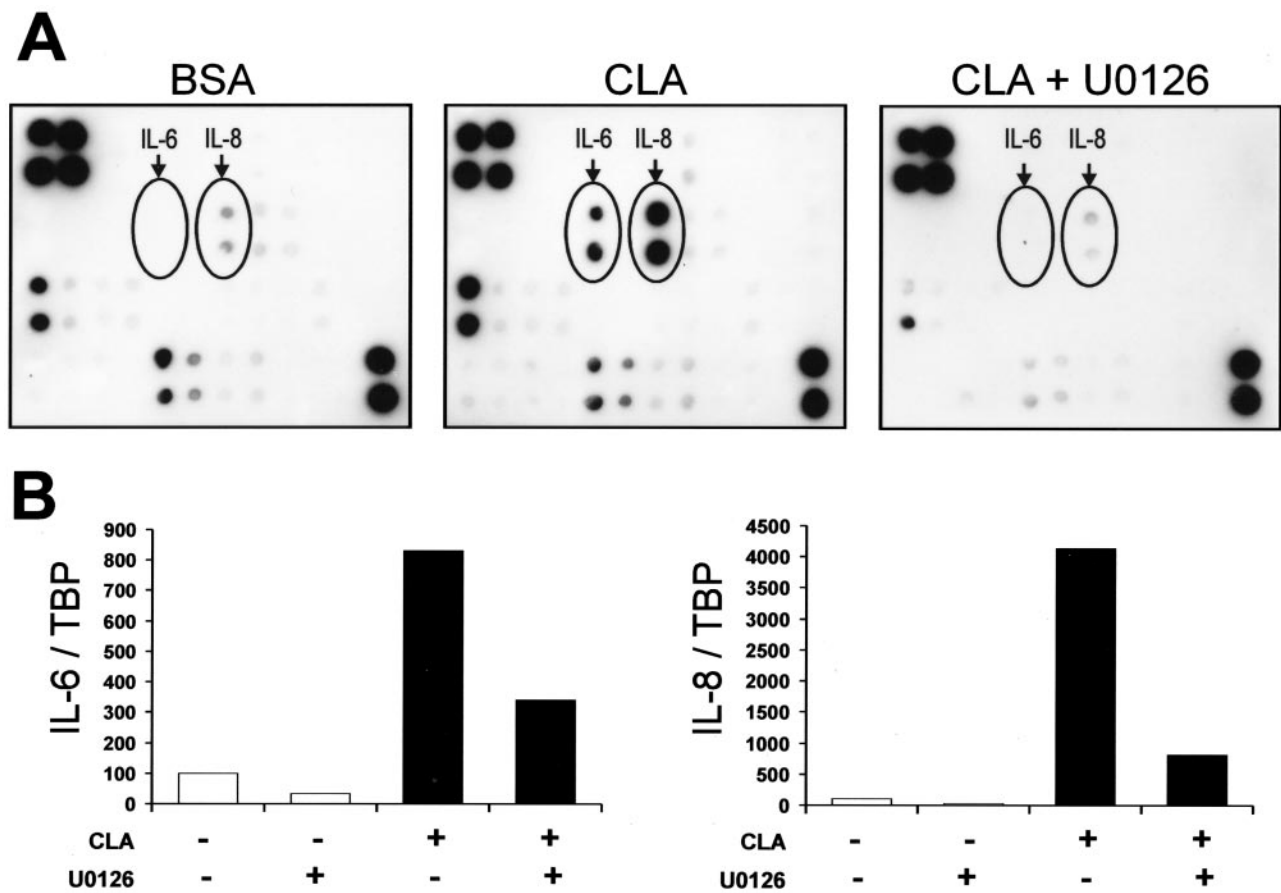 A
BSA CLA CLA + U0126
IL-6 IL-8 IL-6 IL-8 IL-6 IL-8
B
IL-6 / TBP
900
800
700
600
500
400
300
200
100
0
CLA - - + +
U0126 - + - +
IL-8 / TBP
4500
4000
3500
3000
2500
2000
1500
1000
500
0
- - + +
- + - +